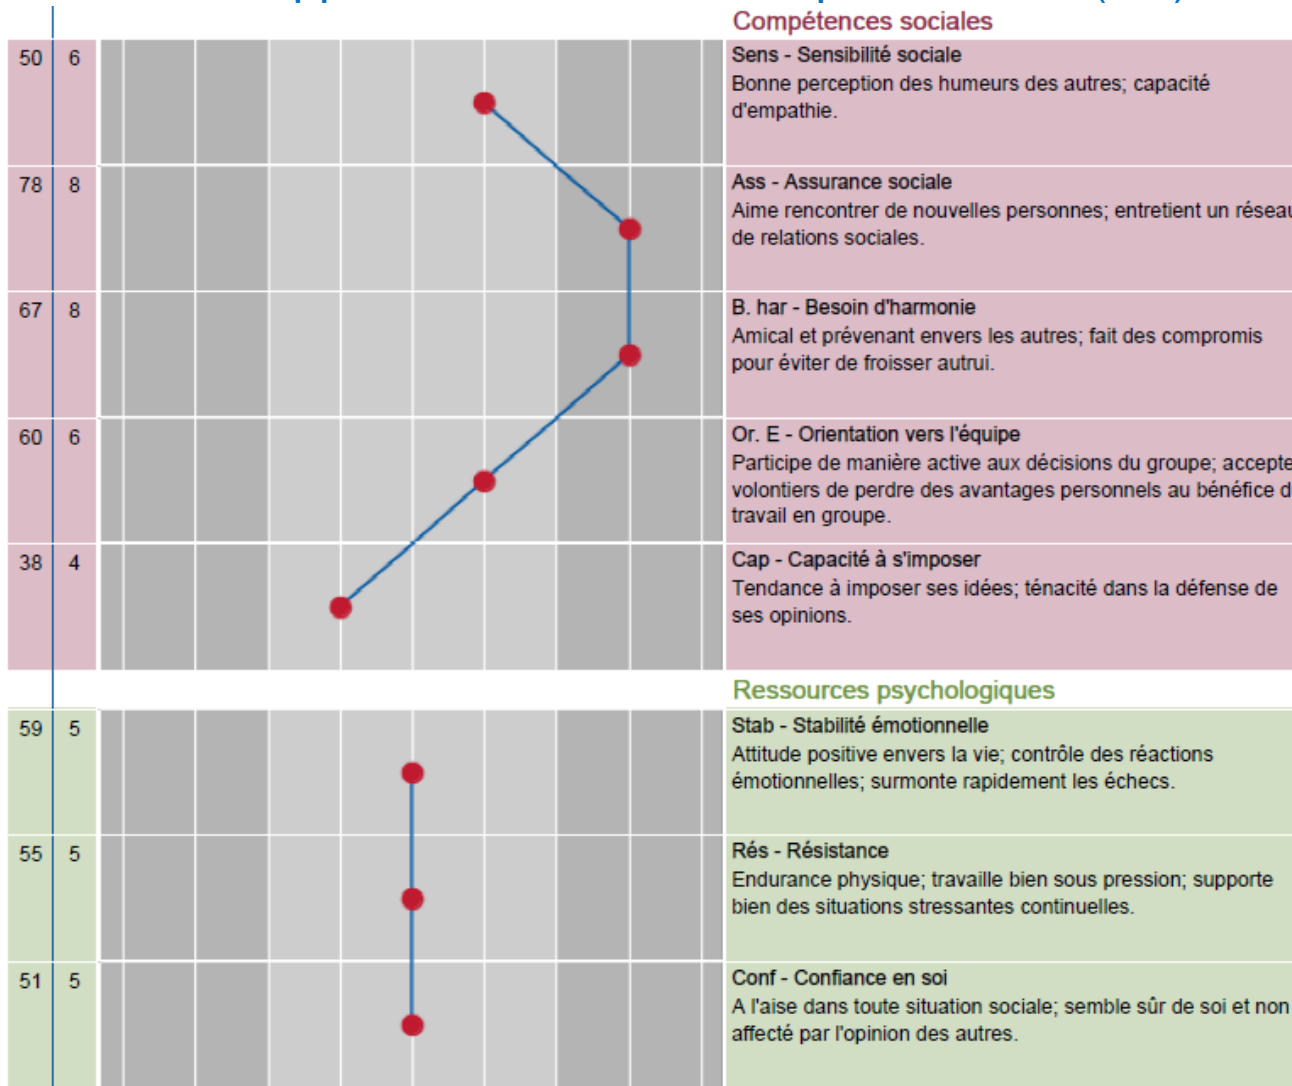 Compétences sociales
50 6 Sens - Sensibilité sociale
Bonne perception des humeurs des autres; capacité
d'empathie.
78 8 Ass - Assurance sociale
Aime rencontrer de nouvelles personnes; entretient un réseau
de relations sociales.
67 8 B. har - Besoin d'harmonie
Amical et prévenant envers les autres; fait des compromis
pour éviter de froisser autrui.
60 6 Or. E - Orientation vers l'équipe
Participe de manière active aux décisions du groupe; accepte
volontiers de perdre des avantages personnels au bénéfice d
travail en groupe.
38 4 Cap - Capacité à s'imposer
Tendance à imposer ses idées; ténacité dans la défense de
ses opinions.
Ressources psychologiques
59 5 Stab - Stabilité émotionnelle
Attitude positive envers la vie; contrôle des réactions
émotionnelles; surmonte rapidement les échecs.
55 5 Rés - Résistance
Endurance physique; travaille bien sous pression; supporte
bien des situations stressantes continuelles.
51 5 Conf - Confiance en soi
A l'aise dans toute situation sociale; semble sûr de soi et non
affecté par l'opinion des autres.